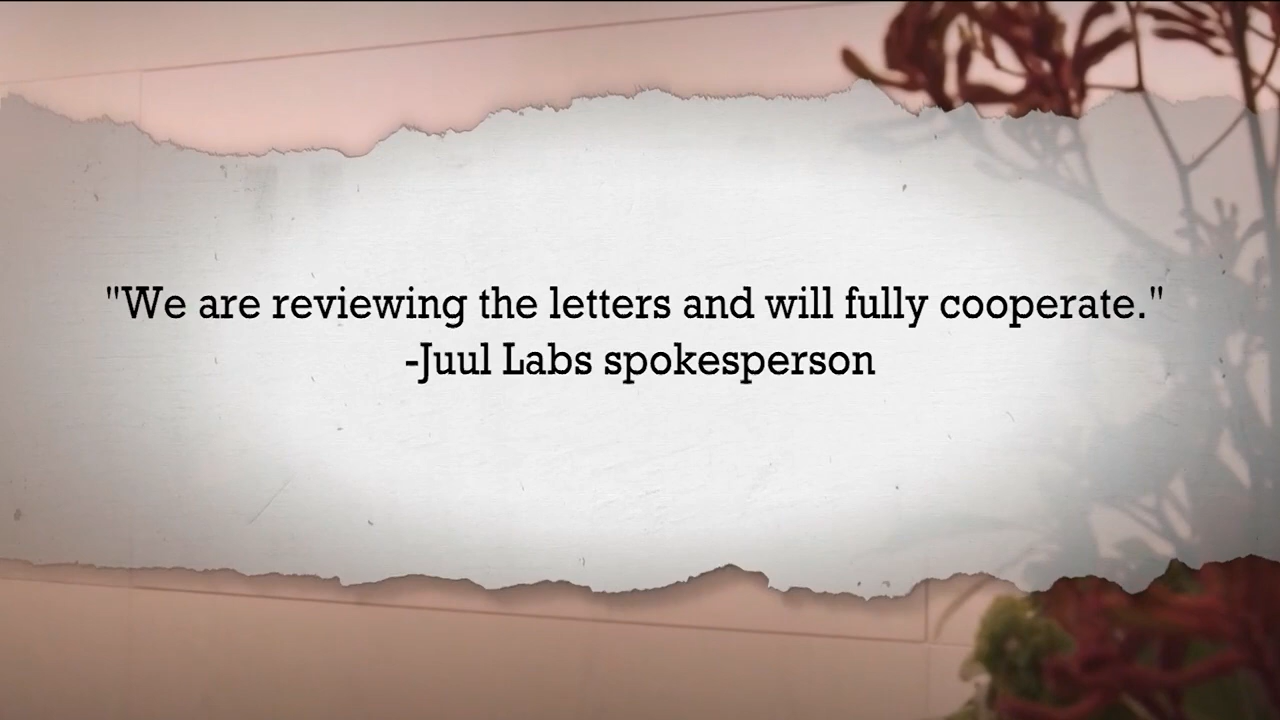 "We are reviewing the letters and will fully cooperate."
-Juul Labs spokesperson